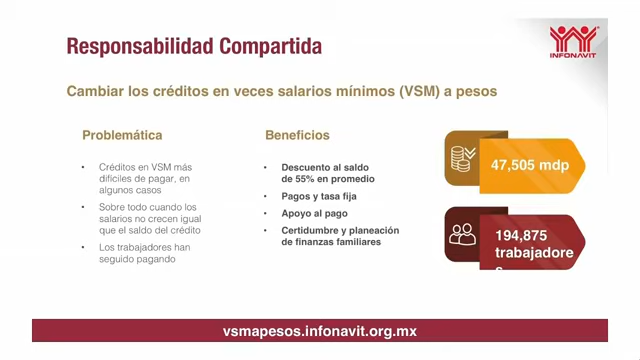 Responsabilidad Compartida
INFONAVIT
Cambiar los créditos en veces salarios mínimos (VSM) a pesos
Problemática
• Créditos en VSM más
difíciles de pagar, en
algunos casos
• Sobre todo cuando los
salarios no crecen igual
que el saldo del crédito
• Los trabajadores han
seguido pagando
Beneficios
• Descuento al saldo
de 55% en promedio
• Pagos y tasa fija
• Apoyo al pago
• Certidumbre y planeación
de finanzas familiares
47,505 mdp
194,875
trabajadore
s
vsmapesos.infonavit.org.mx